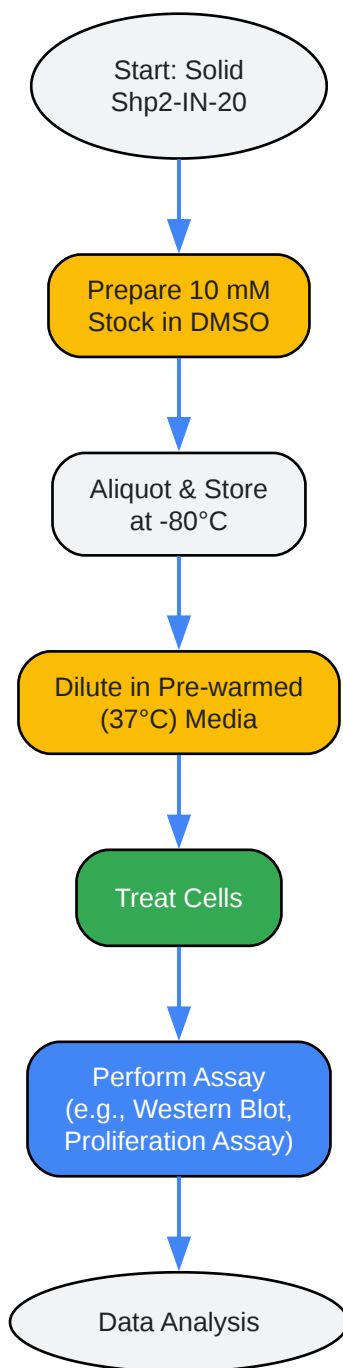 Start: Solid
Shp2-IN-20
Prepare 10 mM
Stock in DMSO
Aliquot & Store
at -80°C
Dilute in Pre-warmed
(37°C) Media
Treat Cells
Perform Assay
(e.g., Western Blot,
Proliferation Assay)
Data Analysis